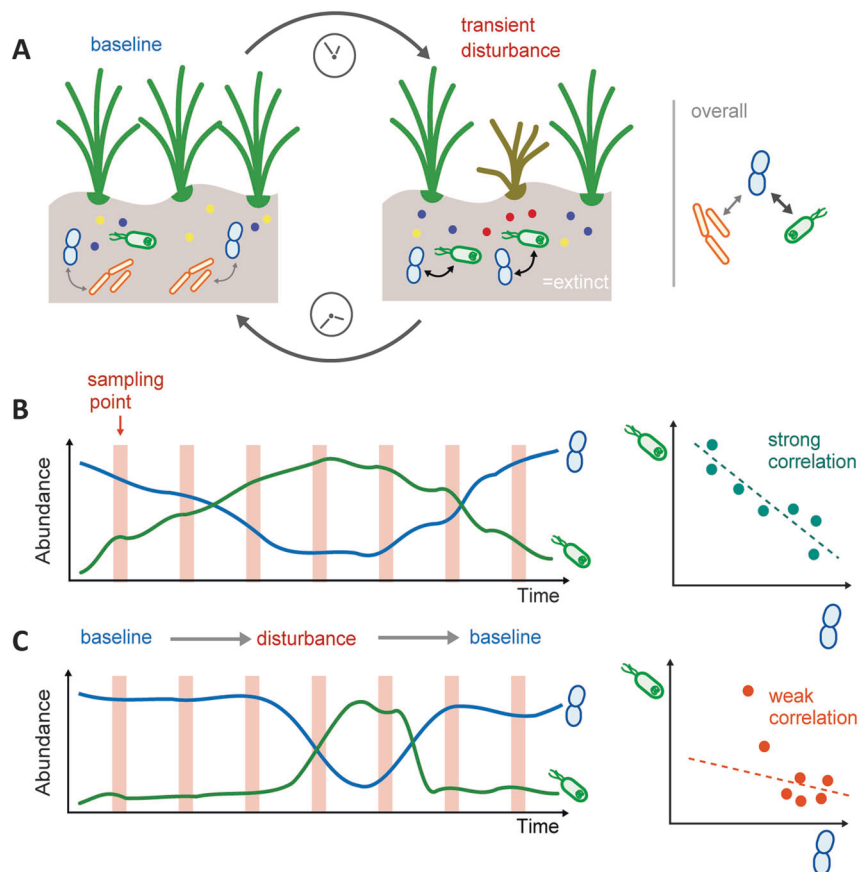 A
baseline
transient
disturbance
overall
=extinct
B
sampling
point
Abundance
Time
strong
correlation
C
baseline
disturbance
baseline
Abundance
Time
weak
correlation